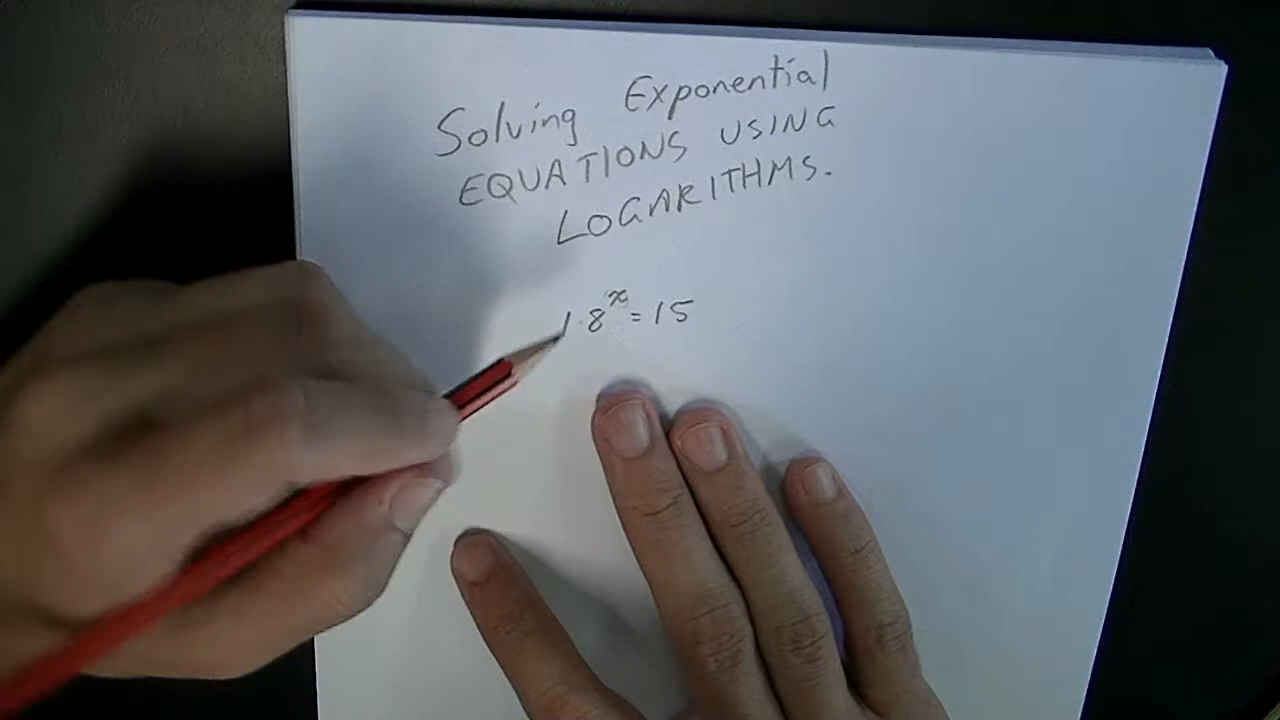 Solving Exponential
EQUATIONS USING
LOGARITHMS.
1.8^x = 15